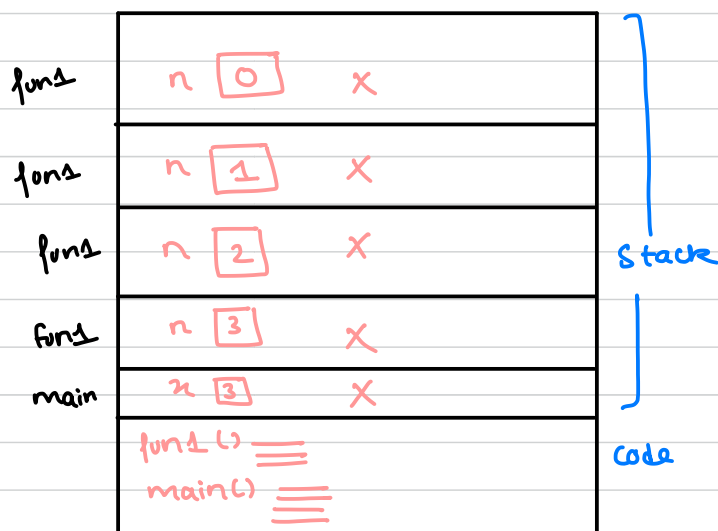 fun1 n 0 X
fun1 n 1 X
fun1 n 2 X
Stack
fun1 n 3 X
main x 3 X
fun1 ()
code
main()